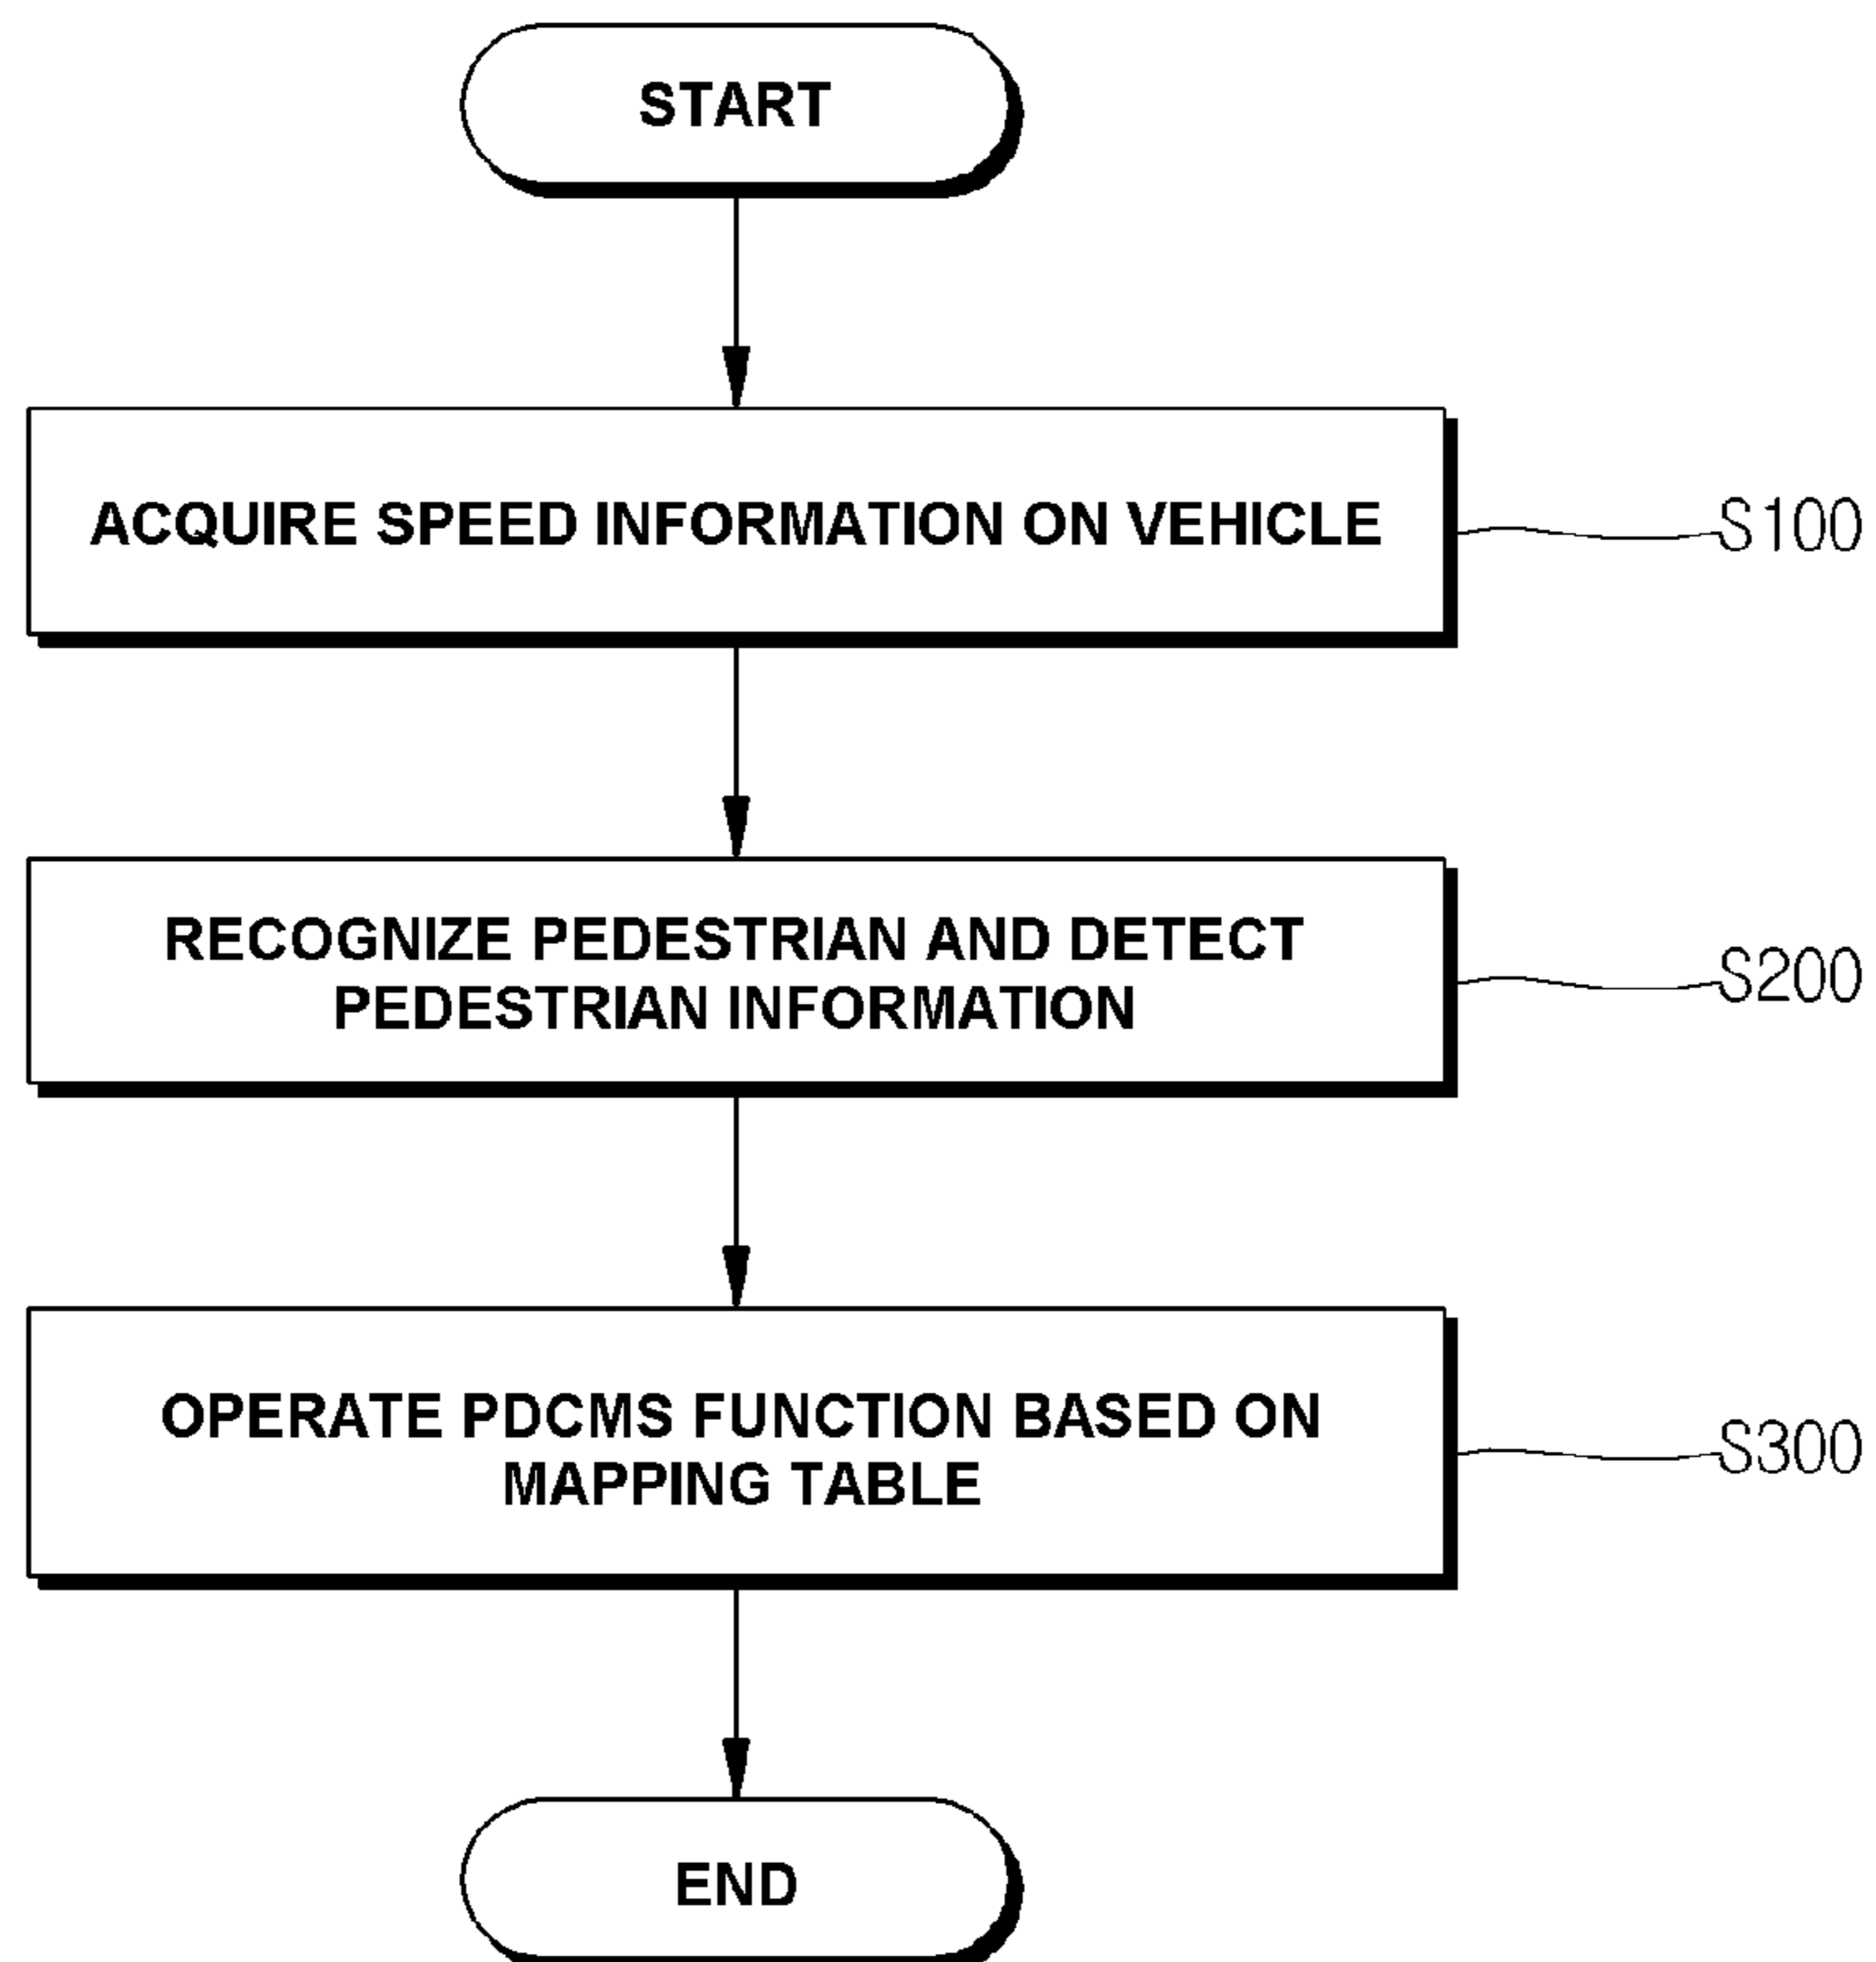 START
ACQUIRE SPEED INFORMATION ON VEHICLE
S100
RECOGNIZE PEDESTRIAN AND DETECT
PEDESTRIAN INFORMATION
S200
OPERATE PDCMS FUNCTION BASED ON
MAPPING TABLE
S300
END